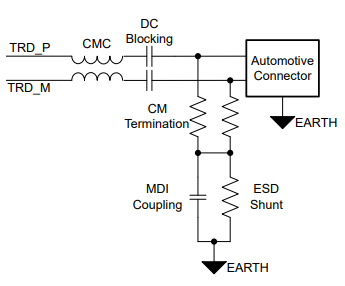 DC
Blocking
CMC
TRD_P
TRD_M
Automotive
Connector
CM
Termination
EARTH
MDI
Coupling
ESD
Shunt
EARTH